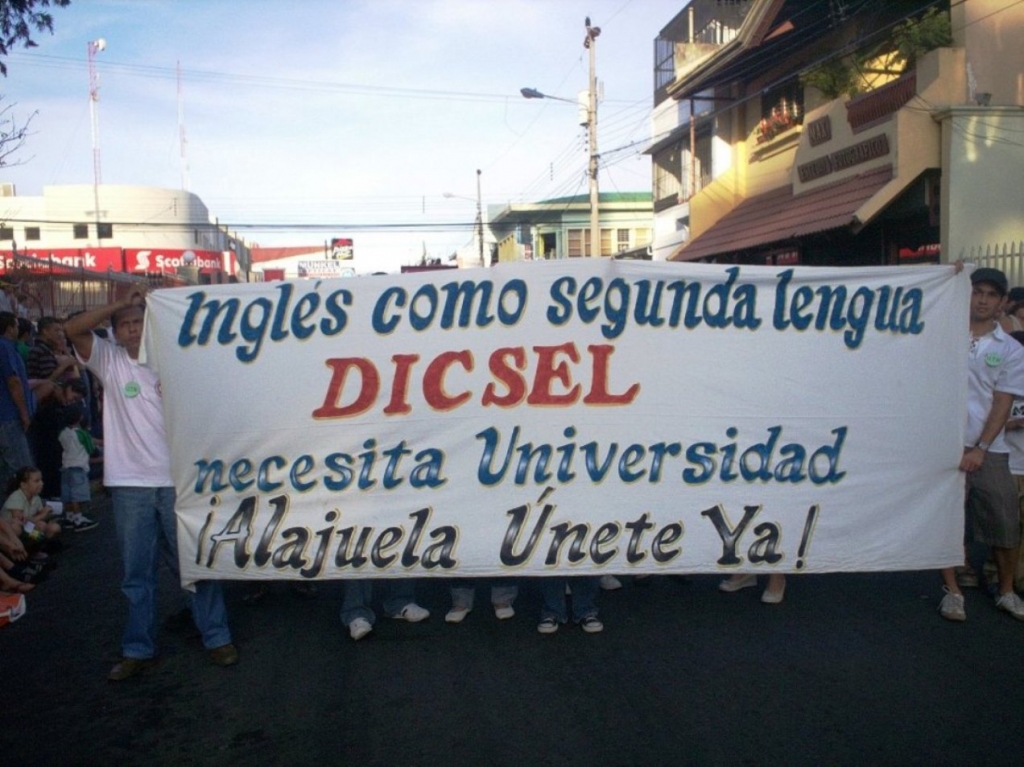 Inglés como segunda lengua
DICSEL
necesita Universidad
¡Alajuela Únete Ya!
Scotiabank
Scotiabank